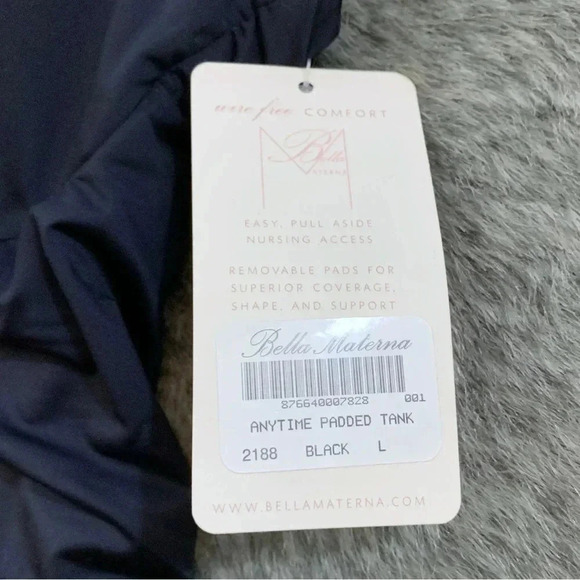 wire free COMFORT
Bella
MATERNA
EASY, PULL ASIDE
NURSING ACCESS
REMOVABLE PADS FOR
SUPERIOR COVERAGE,
SHAPE, AND SUPPORT
Bella Materna
876640007828 001
ANYTIME PADDED TANK
2188 BLACK L
WWW.BELLAMATERNA.COM